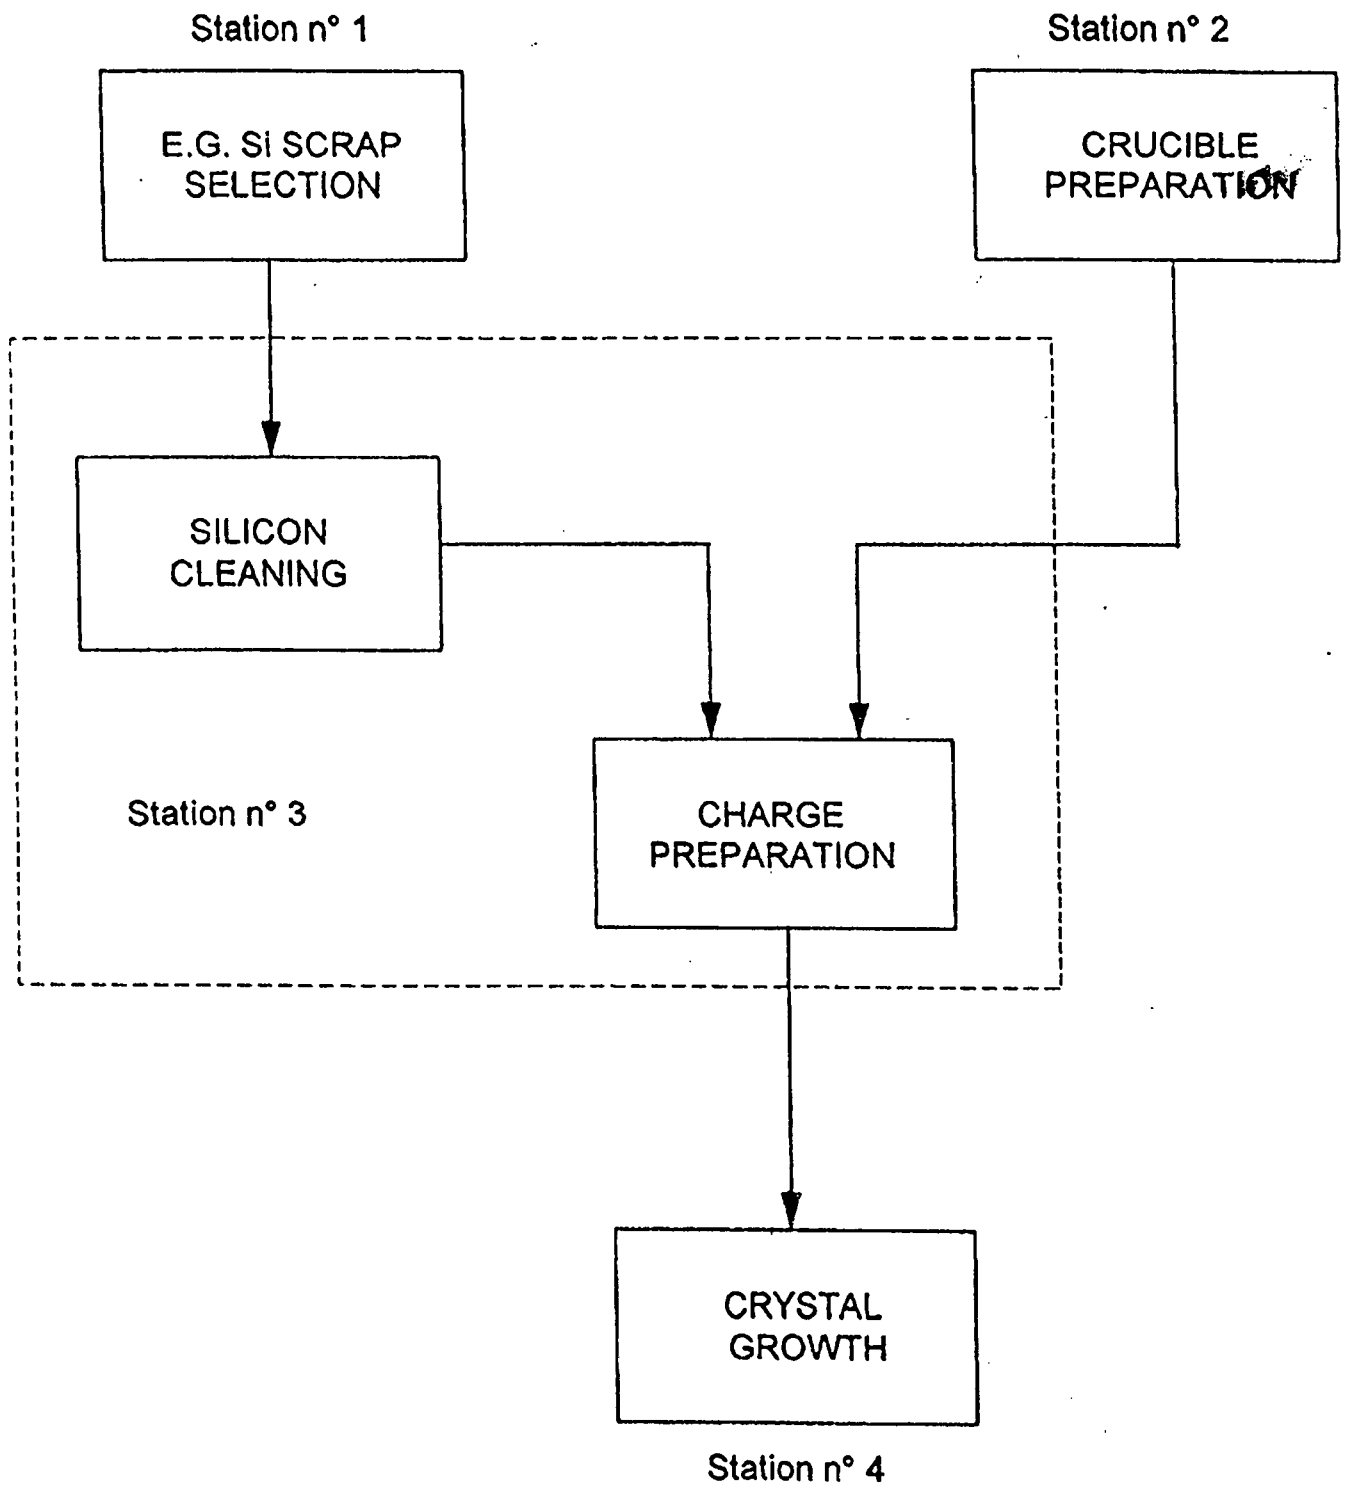 Station n° 1
Station n° 2
E.G. Si SCRAP
SELECTION
CRUCIBLE
PREPARATION
SILICON
CLEANING
Station n° 3
CHARGE
PREPARATION
CRYSTAL
GROWTH
Station n° 4